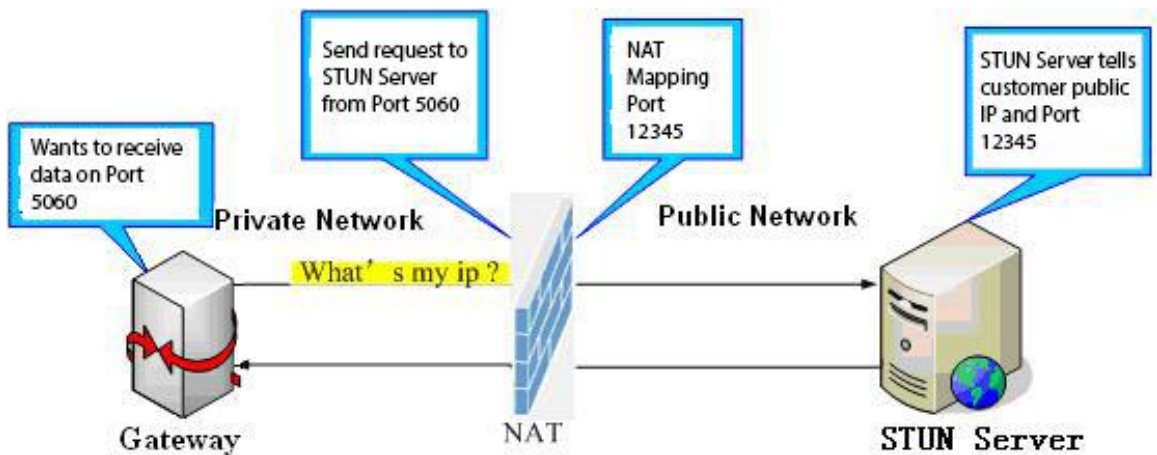 Send request to
STUN Server
from Port 5060
NAT
Mapping
Port
12345
STUN Server tells
customer public
IP and Port
12345
Wants to receive
data on Port
5060
Private Network
Public Network
What's my ip ?
Gateway
NAT
STUN Server